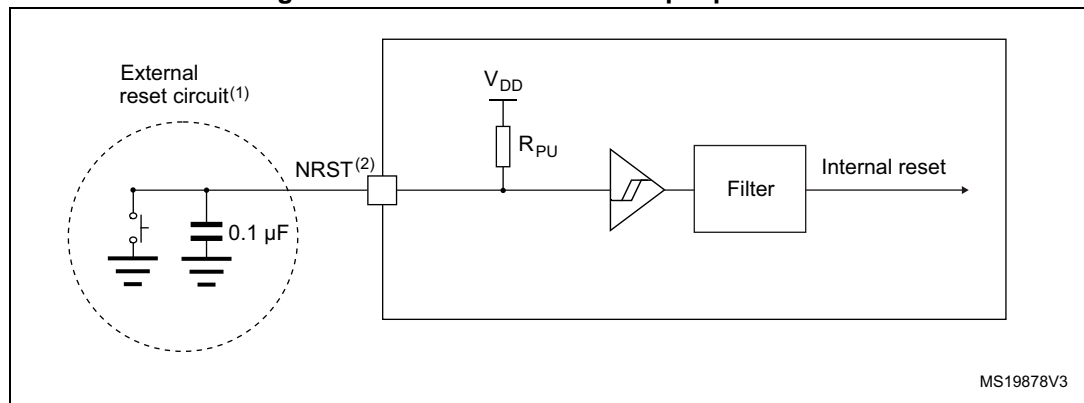 External
reset circuit(1)
VDD
RPU
NRST(2)
0.1 µF
Filter
Internal reset
MS19878V3